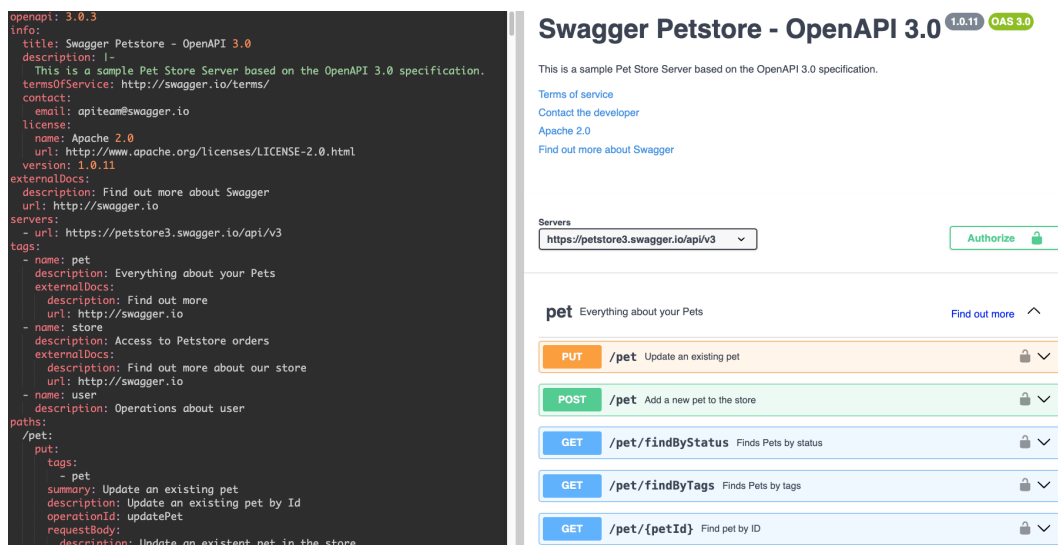 openapi: 3.0.3
info:
  title: Swagger Petstore - OpenAPI 3.0
  description: |-
    This is a sample Pet Store Server based on the OpenAPI 3.0 specification.
  termsOfService: http://swagger.io/terms/
  contact:
    email: apiteam@swagger.io
  license:
    name: Apache 2.0
    url: http://www.apache.org/licenses/LICENSE-2.0.html
  version: 1.0.11
externalDocs:
  description: Find out more about Swagger
  url: http://swagger.io
servers:
  - url: https://petstore3.swagger.io/api/v3
tags:
  - name: pet
    description: Everything about your Pets
    externalDocs:
      description: Find out more
      url: http://swagger.io
  - name: store
    description: Access to Petstore orders
    externalDocs:
      description: Find out more about our store
      url: http://swagger.io
  - name: user
    description: Operations about user
paths:
  /pet:
    put:
      tags:
        - pet
      summary: Update an existing pet
      description: Update an existing pet by Id
      operationId: updatePet
      requestBody:
        description: Update an existent pet in the store
Swagger Petstore - OpenAPI 3.0 1.0.11 OAS 3.0
This is a sample Pet Store Server based on the OpenAPI 3.0 specification.
Terms of service
Contact the developer
Apache 2.0
Find out more about Swagger
Servers
https://petstore3.swagger.io/api/v3
Authorize
pet Everything about your Pets Find out more
PUT /pet Update an existing pet
POST /pet Add a new pet to the store
GET /pet/findByStatus Finds Pets by status
GET /pet/findByTags Finds Pets by tags
GET /pet/{petId} Find pet by ID